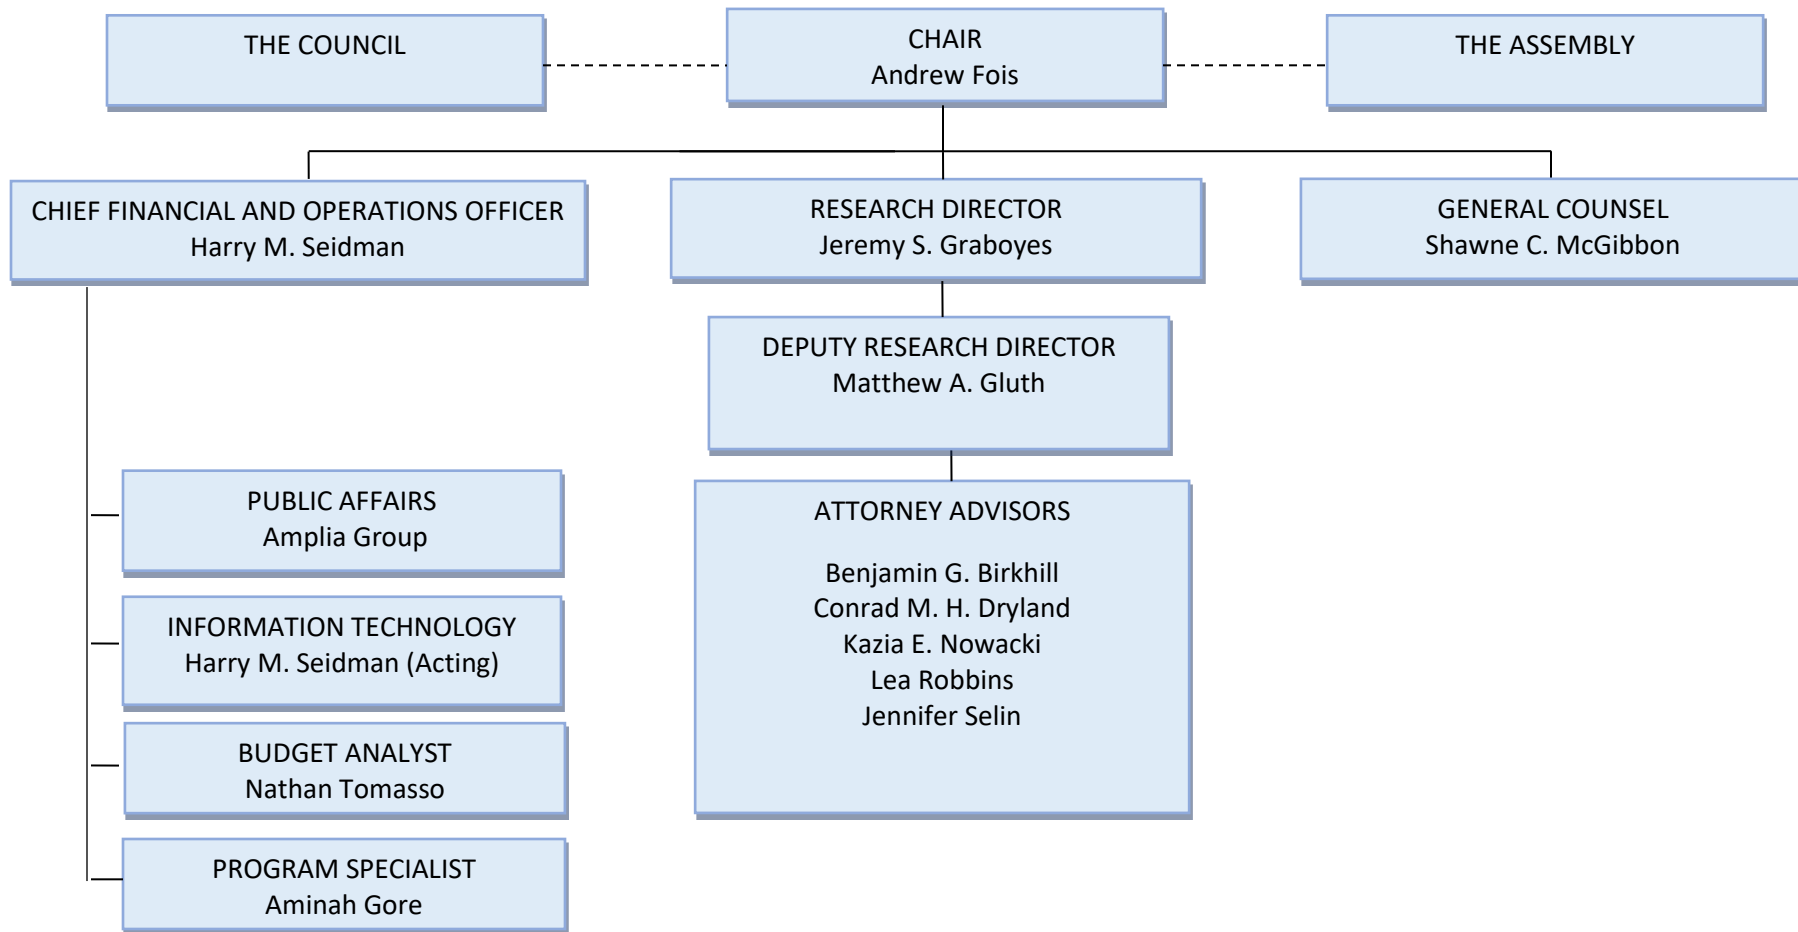 THE COUNCIL
CHAIR
Andrew Fois
THE ASSEMBLY
CHIEF FINANCIAL AND OPERATIONS OFFICER
Harry M. Seidman
RESEARCH DIRECTOR
Jeremy S. Graboyes
GENERAL COUNSEL
Shawne C. McGibbon
DEPUTY RESEARCH DIRECTOR
Matthew A. Gluth
PUBLIC AFFAIRS
Amplia Group
INFORMATION TECHNOLOGY
Harry M. Seidman (Acting)
BUDGET ANALYST
Nathan Tomasso
PROGRAM SPECIALIST
Aminah Gore
ATTORNEY ADVISORS
Benjamin G. Birkhill
Conrad M. H. Dryland
Kazia E. Nowacki
Lea Robbins
Jennifer Selin